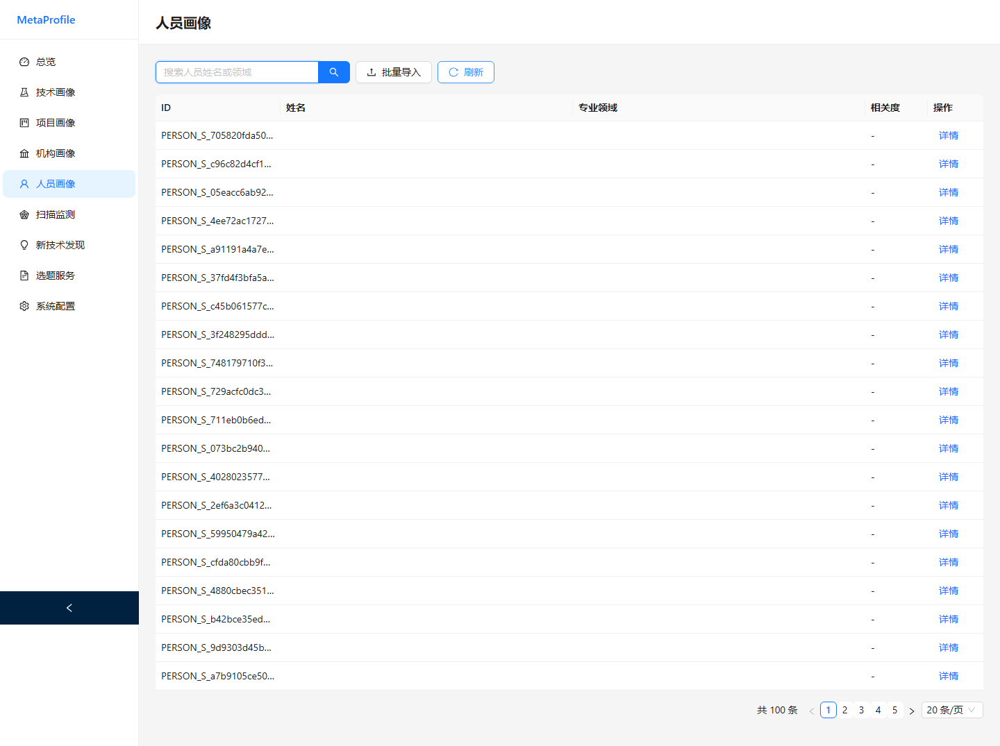 MetaProfile
人员画像
总览
技术画像
项目画像
机构画像
人员画像
扫描监测
新技术发现
选题服务
系统配置
搜索人员姓名或领域 批量导入 刷新
ID 姓名 专业领域 相关度 操作
PERSON_S_705820fda50... - 详情
PERSON_S_c96c82d4cf1... - 详情
PERSON_S_05eacc6ab92... - 详情
PERSON_S_4ee72ac1727... - 详情
PERSON_S_a91191a4a7e... - 详情
PERSON_S_37fd4f3bfa5a... - 详情
PERSON_S_c45b061577c... - 详情
PERSON_S_3f248295ddd... - 详情
PERSON_S_748179710f3... - 详情
PERSON_S_729acfc0dc3... - 详情
PERSON_S_711eb0b6ed... - 详情
PERSON_S_073bc2b940... - 详情
PERSON_S_4028023577... - 详情
PERSON_S_2ef6a3c0412... - 详情
PERSON_S_59950479a42... - 详情
PERSON_S_cfda80cbb9f... - 详情
PERSON_S_4880cbec351... - 详情
PERSON_S_b42bce35ed... - 详情
PERSON_S_9d9303d45b... - 详情
PERSON_S_a7b9105ce50... - 详情
共 100 条 1 2 3 4 5 20 条/页